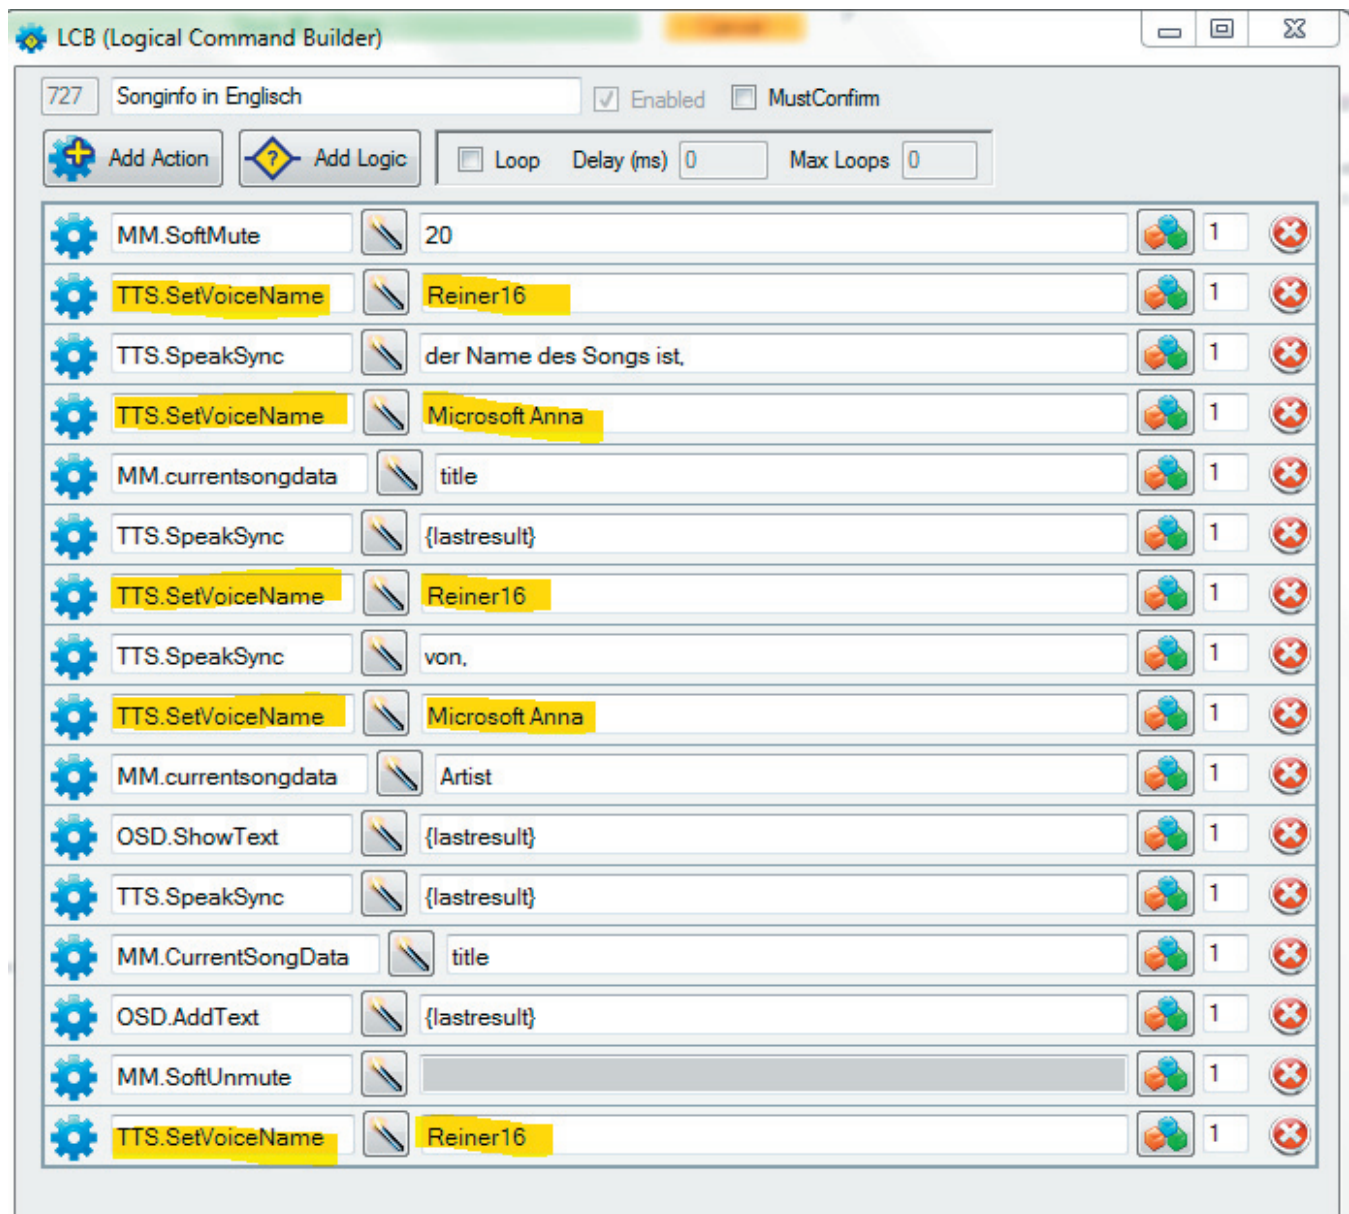 LCB (Logical Command Builder)
727 Songinfo in Englisch Enabled MustConfirm
Add Action Add Logic Loop Delay (ms) 0 Max Loops 0
MM.SoftMute 20 1
TTS.SetVoiceName Reiner16 1
TTS.SpeakSync der Name des Songs ist, 1
TTS.SetVoiceName Microsoft Anna 1
MM.currentsongdata title 1
TTS.SpeakSync {lastresult} 1
TTS.SetVoiceName Reiner16 1
TTS.SpeakSync von, 1
TTS.SetVoiceName Microsoft Anna 1
MM.currentsongdata Artist 1
OSD.ShowText {lastresult} 1
TTS.SpeakSync {lastresult} 1
MM.CurrentSongData title 1
OSD.AddText {lastresult} 1
MM.SoftUnmute 1
TTS.SetVoiceName Reiner16 1